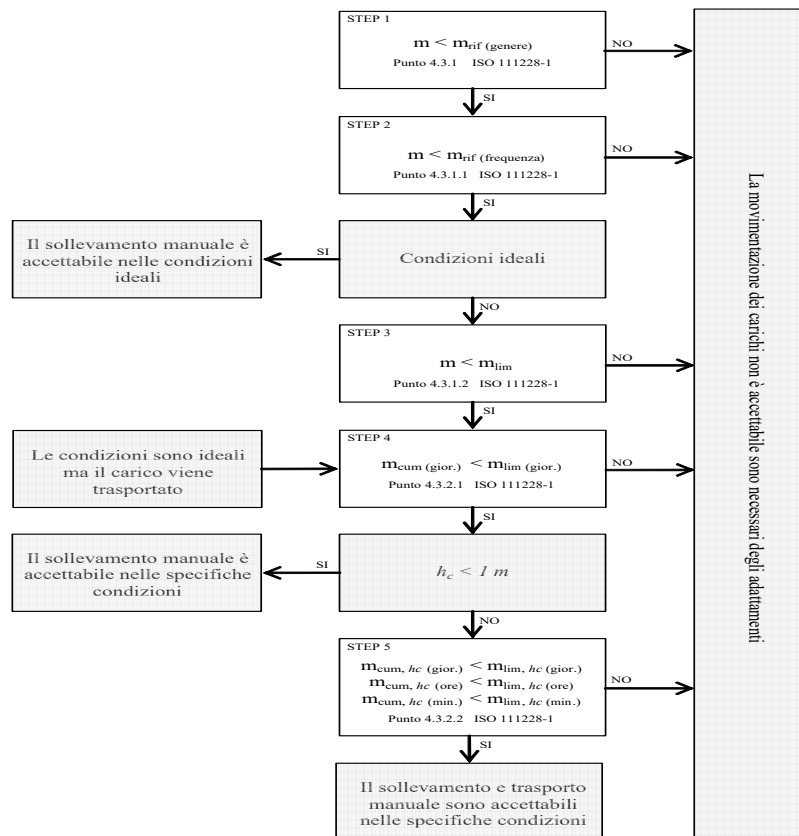 STEP 1
m < mrif (genere)
Punto 4.3.1 ISO 111228-1
NO
SI
STEP 2
m < mrif (frequenza)
Punto 4.3.1.1 ISO 111228-1
NO
SI
Il sollevamento manuale è
accettabile nelle condizioni
ideali
SI
Condizioni ideali
NO
STEP 3
m < mlim
Punto 4.3.1.2 ISO 111228-1
NO
SI
Le condizioni sono ideali
ma il carico viene
trasportato
STEP 4
mcum (gior.) < mlim (gior.)
Punto 4.3.2.1 ISO 111228-1
NO
SI
Il sollevamento manuale è
accettabile nelle specifiche
condizioni
SI
hc < 1 m
NO
STEP 5
mcum, hc (gior.) < mlim, hc (gior.)
mcum, hc (ore) < mlim, hc (ore)
mcum, hc (min.) < mlim, hc (min.)
Punto 4.3.2.2 ISO 111228-1
NO
SI
Il sollevamento e trasporto
manuale sono accettabili
nelle specifiche condizioni
La movimentazione dei carichi non è accettabile sono necessari degli adattamenti